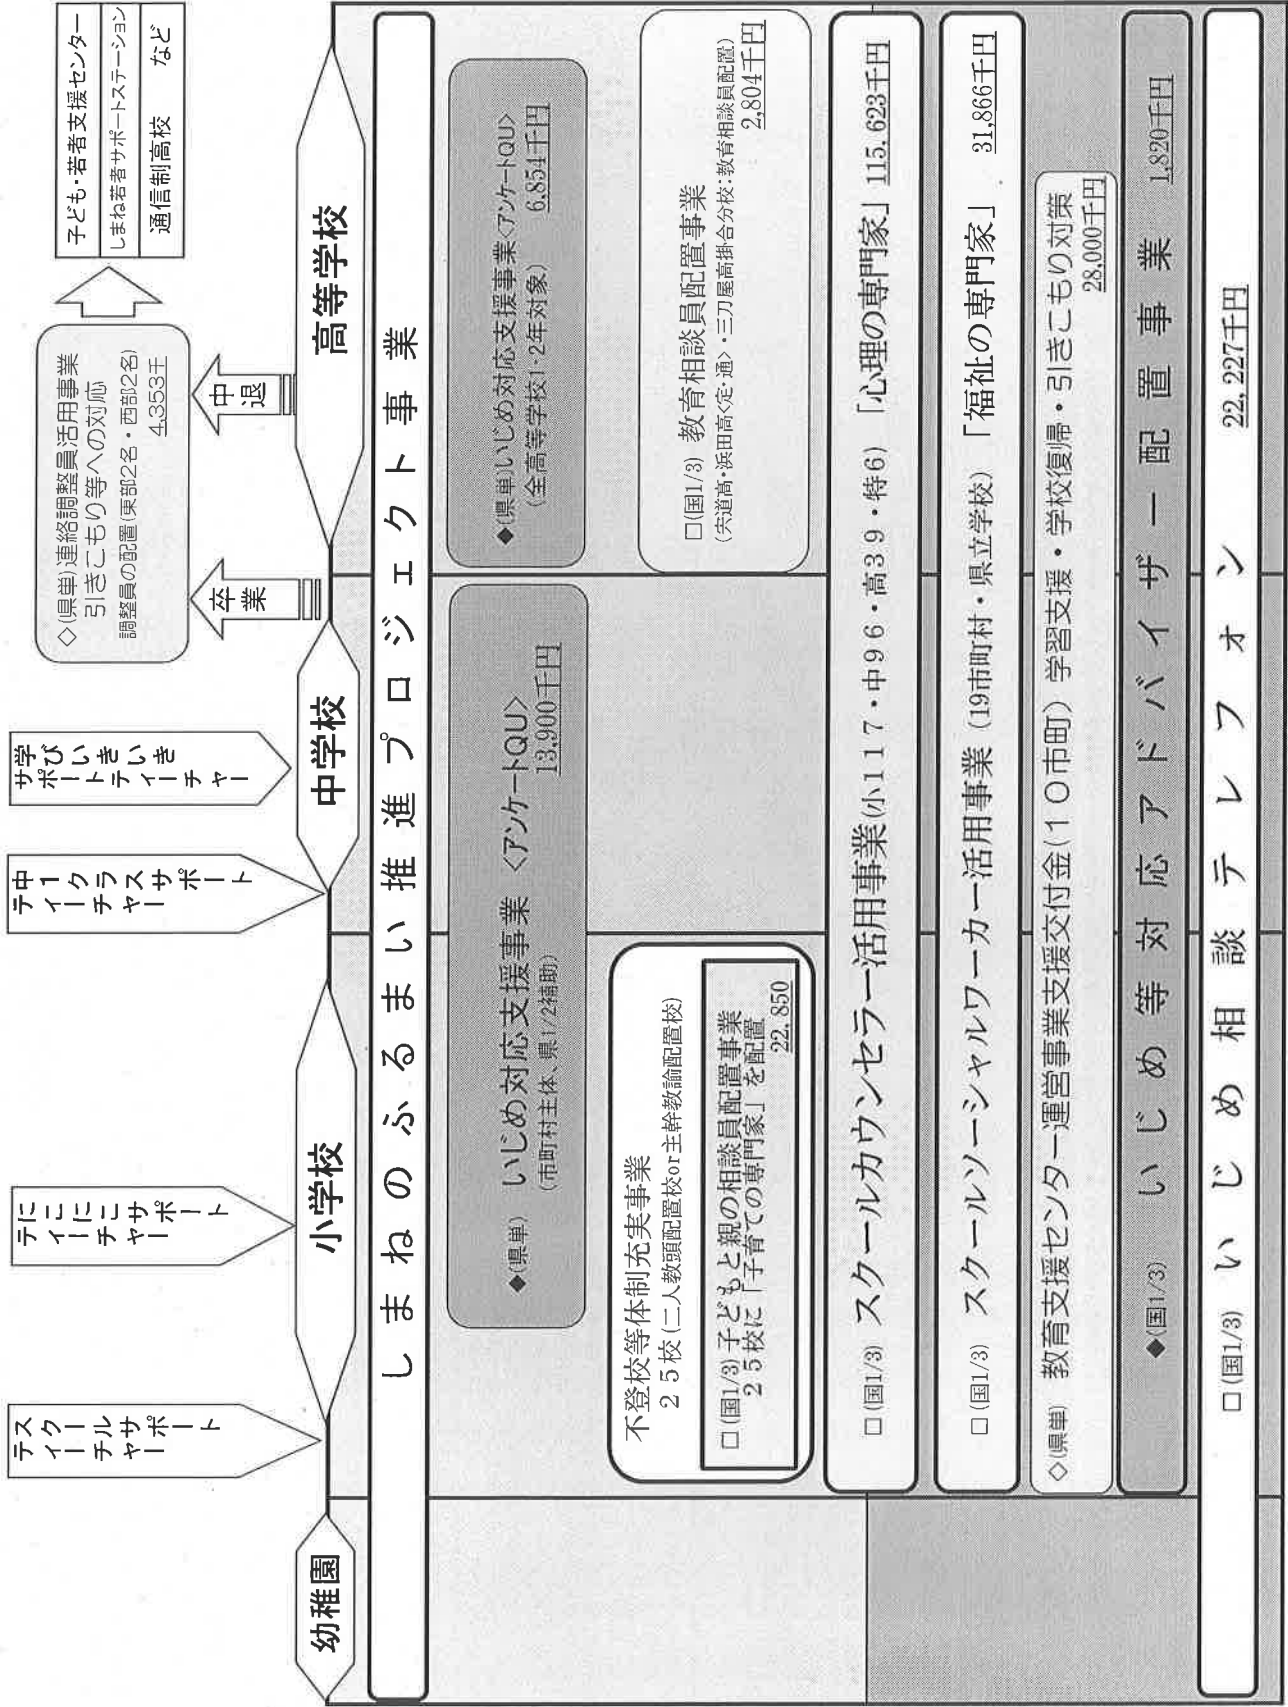 スクールサポート
ティーチャー
にこにこサポート
ティーチャー
中1クラスサポート
ティーチャー
学びいきいき
サポートティーチャー
◇(県単)連絡調整員活用事業
引きこもり等への対応
調整員の配置(東部2名・西部2名)
4,353千
子ども・若者支援センター
しまね若者サポートステーション
通信制高校 など
卒業
中退
幼稚園
小学校
中学校
高等学校
しまねのふるまい推進プロジェクト事業
◆(県単) いじめ対応支援事業 <アンケートQU>
(市町村主体、県1/2補助) 13,900千円
◆(県単)いじめ対応支援事業<アンケートQU>
(全高等学校1・2年対象) 6,854千円
不登校等体制充実事業
25校(二人教頭配置校or主幹教諭配置校)
□(国1/3)子どもと親の相談員配置事業
25校に「子育ての専門家」を配置
22,850
□(国1/3) 教育相談員配置事業
(宍道高・浜田高<定・通>・三刀屋高掛合分校:教育相談員配置)
2,804千円
□(国1/3) スクールカウンセラー活用事業(小117・中96・高39・特6) 「心理の専門家」 115,623千円
□(国1/3) スクールソーシャルワーカー活用事業(19市町村・県立学校) 「福祉の専門家」 31,866千円
◇(県単) 教育支援センター運営事業支援交付金(10市町) 学習支援・学校復帰・引きこもり対策
28,000千円
◆(国1/3) いじめ等対応アドバイザー配置事業 1,820千円
□(国1/3) いじめ相談テレフォン 22,227千円